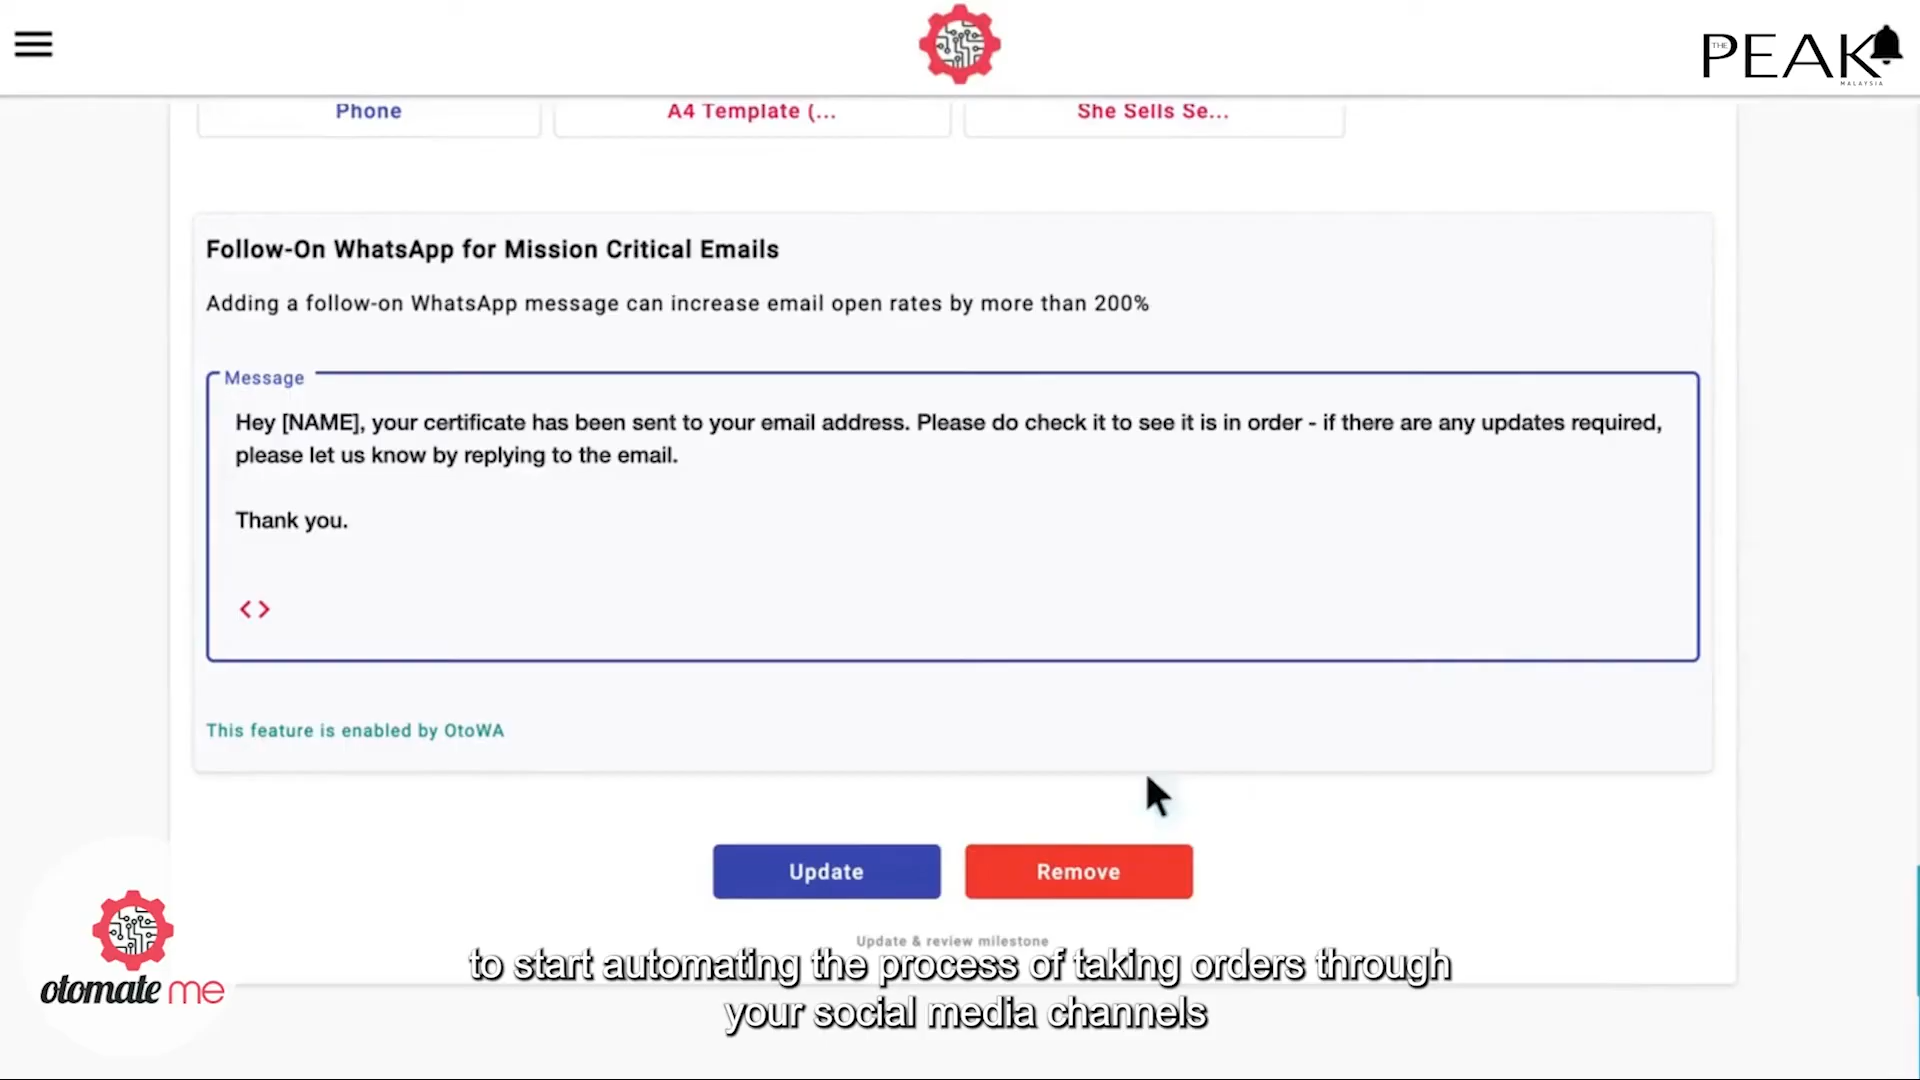 THE PEAK
MALAYSIA
Phone
A4 Template (...
She Sells Se...
Follow-On WhatsApp for Mission Critical Emails
Adding a follow-on WhatsApp message can increase email open rates by more than 200%
Message
Hey [NAME], your certificate has been sent to your email address. Please do check it to see it is in order - if there are any updates required,
please let us know by replying to the email.
Thank you.
<>
This feature is enabled by OtoWA
Update
Remove
Update & review milestone
to start automating the process of taking orders through
your social media channels
otomate me